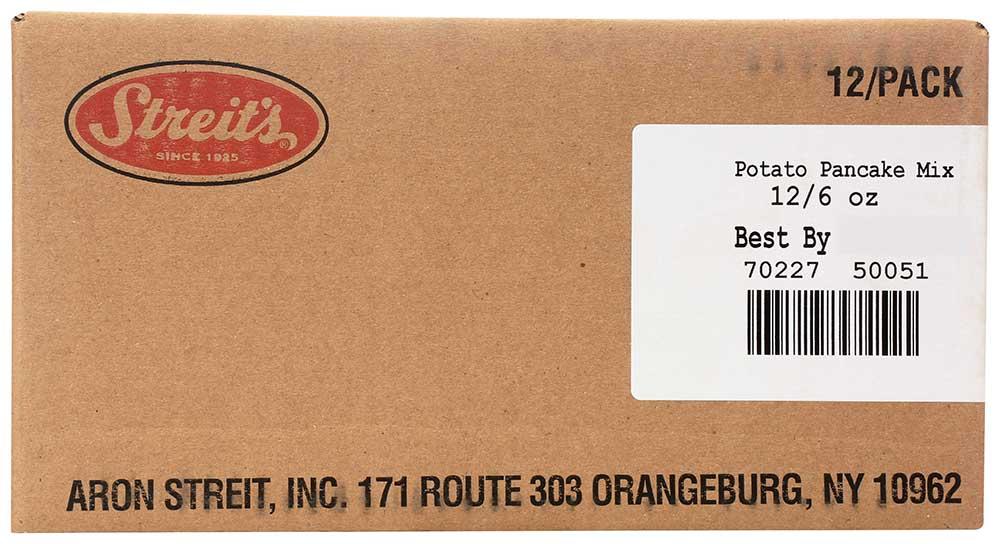 Streit's®
SINCE 1925
12/PACK
Potato Pancake Mix
12/6 oz
Best By
70227 50051
ARON STREIT, INC. 171 ROUTE 303 ORANGEBURG, NY 10962